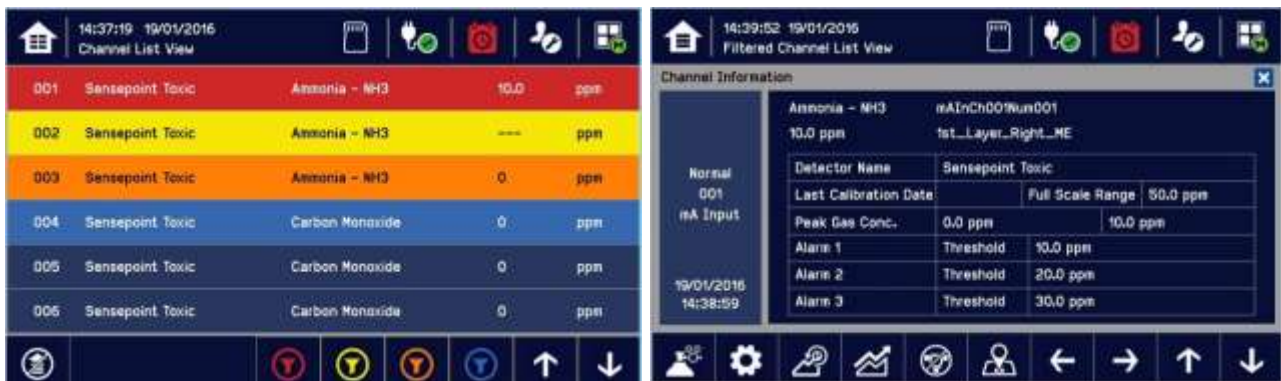 14:37:19 19/01/2016
Channel List View
001 Sensepoint Toxic Ammonia - NH3 10.0 ppm
002 Sensepoint Toxic Ammonia - NH3 --- ppm
003 Sensepoint Toxic Ammonia - NH3 0 ppm
004 Sensepoint Toxic Carbon Monoxide 0 ppm
005 Sensepoint Toxic Carbon Monoxide 0 ppm
006 Sensepoint Toxic Carbon Monoxide 0 ppm
14:39:52 19/01/2016
Filtered Channel List View
Channel Information
Normal
001
mA Input
19/01/2016
14:38:59
Ammonia - NH3 mAInCh001Num001
10.0 ppm 1st_Layer_Right_ME
Detector Name Sensepoint Toxic
Last Calibration Date Full Scale Range 50.0 ppm
Peak Gas Conc. 0.0 ppm 10.0 ppm
Alarm 1 Threshold 10.0 ppm
Alarm 2 Threshold 20.0 ppm
Alarm 3 Threshold 30.0 ppm